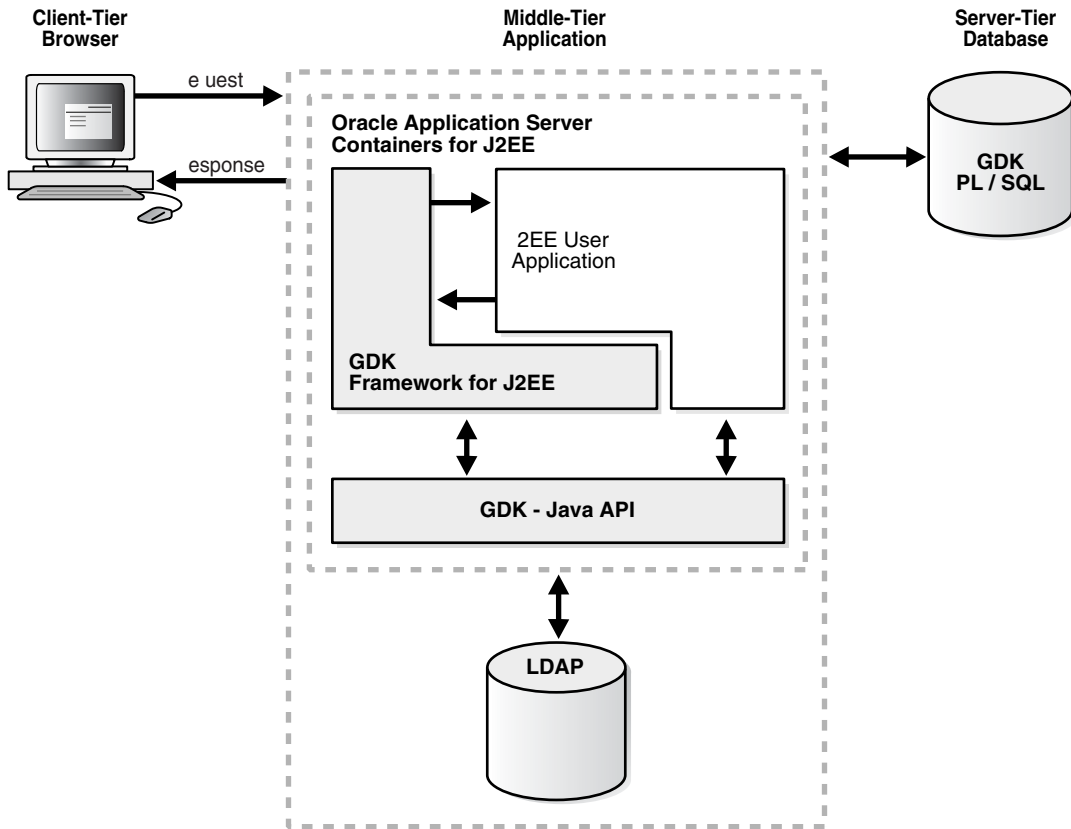 Client-Tier
Browser
Middle-Tier
Application
Server-Tier
Database
e uest
esponse
Oracle Application Server
Containers for J2EE
GDK
PL / SQL
2EE User
Application
GDK
Framework for J2EE
GDK - Java API
LDAP